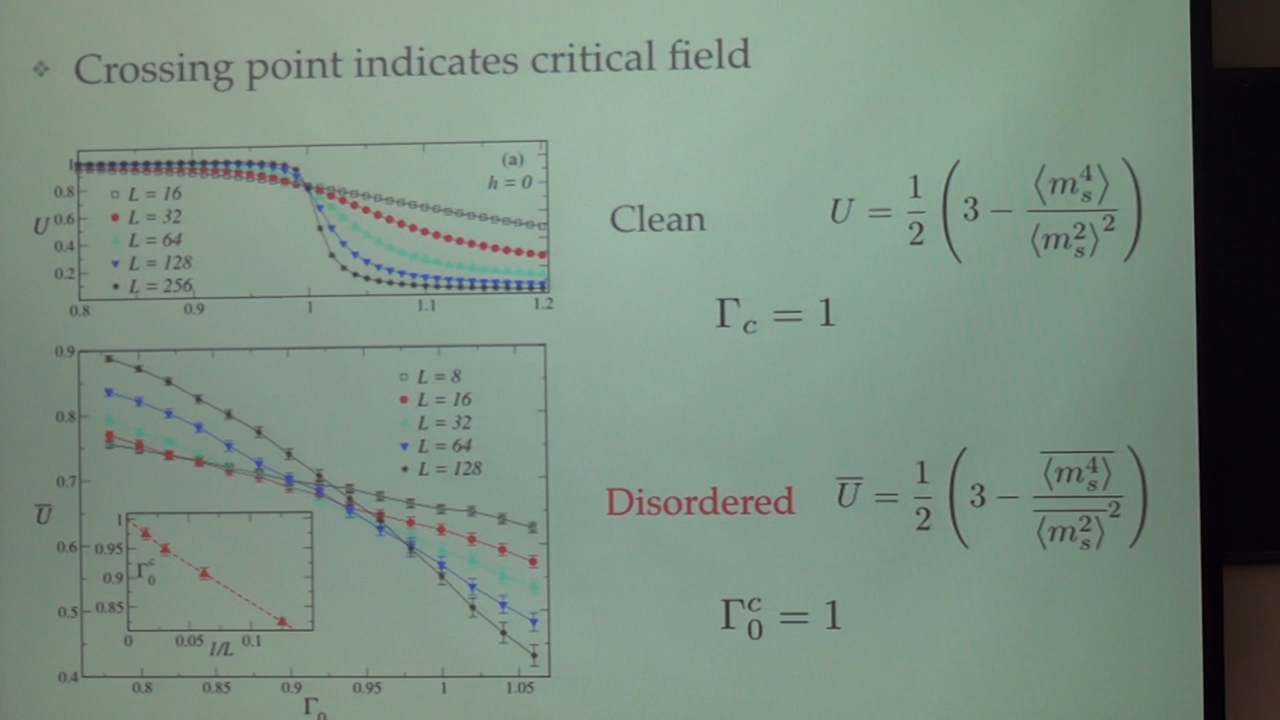 ❖ Crossing point indicates critical field
(a)
h = 0
L = 16
L = 32
L = 64
L = 128
L = 256
U
1
0.8
0.6
0.4
0.2
0.8 0.9 1 1.1 1.2
Clean
U = 1/2 ( 3 − ⟨m_s^4⟩ / ⟨m_s^2⟩^2 )
Γ_c = 1
L = 8
L = 16
L = 32
L = 64
L = 128
U̅
0.9
0.8
0.7
0.6
0.5
0.4
1
0.95
0.9
0.85
Γ_0^c
0 0.05 0.1
1/L
0.8 0.85 0.9 0.95 1 1.05
Γ_0
Disordered
U̅ = 1/2 ( 3 − \overline{⟨m_s^4⟩} / \overline{⟨m_s^2⟩}^2 )
Γ_0^c = 1